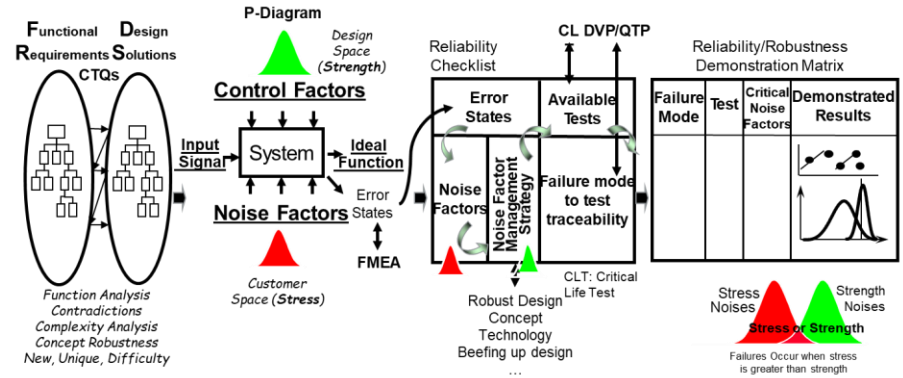 Functional
Requirements
Design
Solutions
CTQs
Function Analysis
Contradictions
Complexity Analysis
Concept Robustness
New, Unique, Difficulty
P-Diagram
Design
Space
(Strength)
Control Factors
Input
Signal
System
Ideal
Function
Noise Factors
Error
States
FMEA
Customer
Space (Stress)
Reliability
Checklist
CL DVP/QTP
Error
States
Available
Tests
Noise
Factors
Noise Factor
Management
Strategy
Failure mode
to test
traceability
CLT: Critical
Life Test
Robust Design
Concept
Technology
Beefing up design
...
Reliability/Robustness
Demonstration Matrix
Failure
Mode
Test
Critical
Noise
Factors
Demonstrated
Results
Stress
Noises
Strength
Noises
Stress or Strength
Failures Occur when stress
is greater than strength